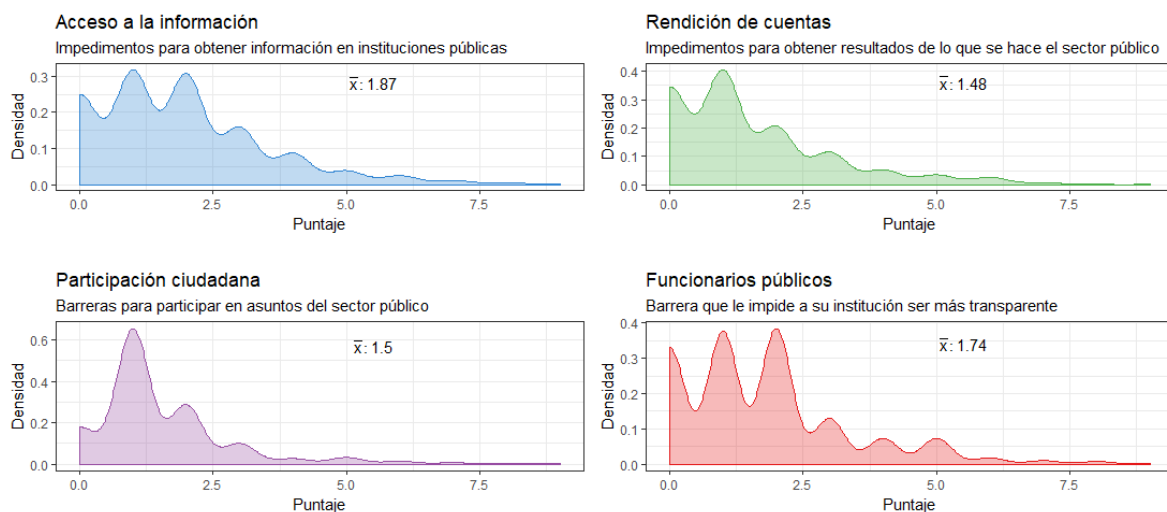 Acceso a la información
Impedimentos para obtener información en instituciones públicas
x: 1.87
0.3
0.2
0.1
0.0
Densidad
0.0 2.5 5.0 7.5
Puntaje
Rendición de cuentas
Impedimentos para obtener resultados de lo que se hace el sector público
x: 1.48
0.4
0.3
0.2
0.1
0.0
Densidad
0.0 2.5 5.0 7.5
Puntaje
Participación ciudadana
Barreras para participar en asuntos del sector público
x: 1.5
0.6
0.4
0.2
0.0
Densidad
0.0 2.5 5.0 7.5
Puntaje
Funcionarios públicos
Barrera que le impide a su institución ser más transparente
x: 1.74
0.4
0.3
0.2
0.1
0.0
Densidad
0.0 2.5 5.0 7.5
Puntaje